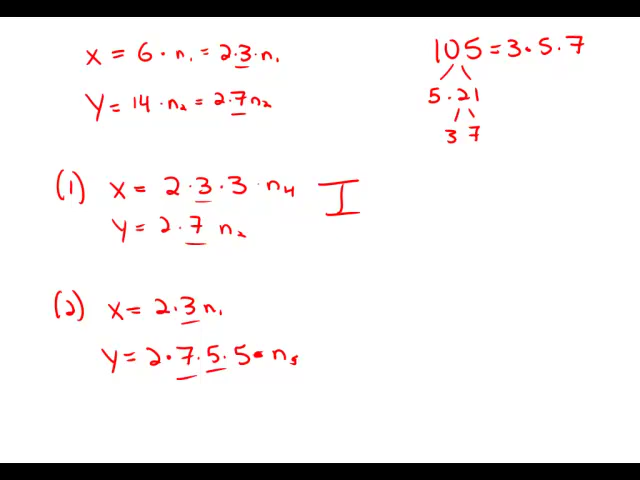 x = 6 · n₁ = 2·3·n₁
y = 14 · n₂ = 2·7n₂
105 = 3·5·7
5·21
3 7
(1) x = 2·3·3·n₄ I
y = 2·7 n₂
(2) x = 2·3n₁
y = 2·7·5·5·n₅